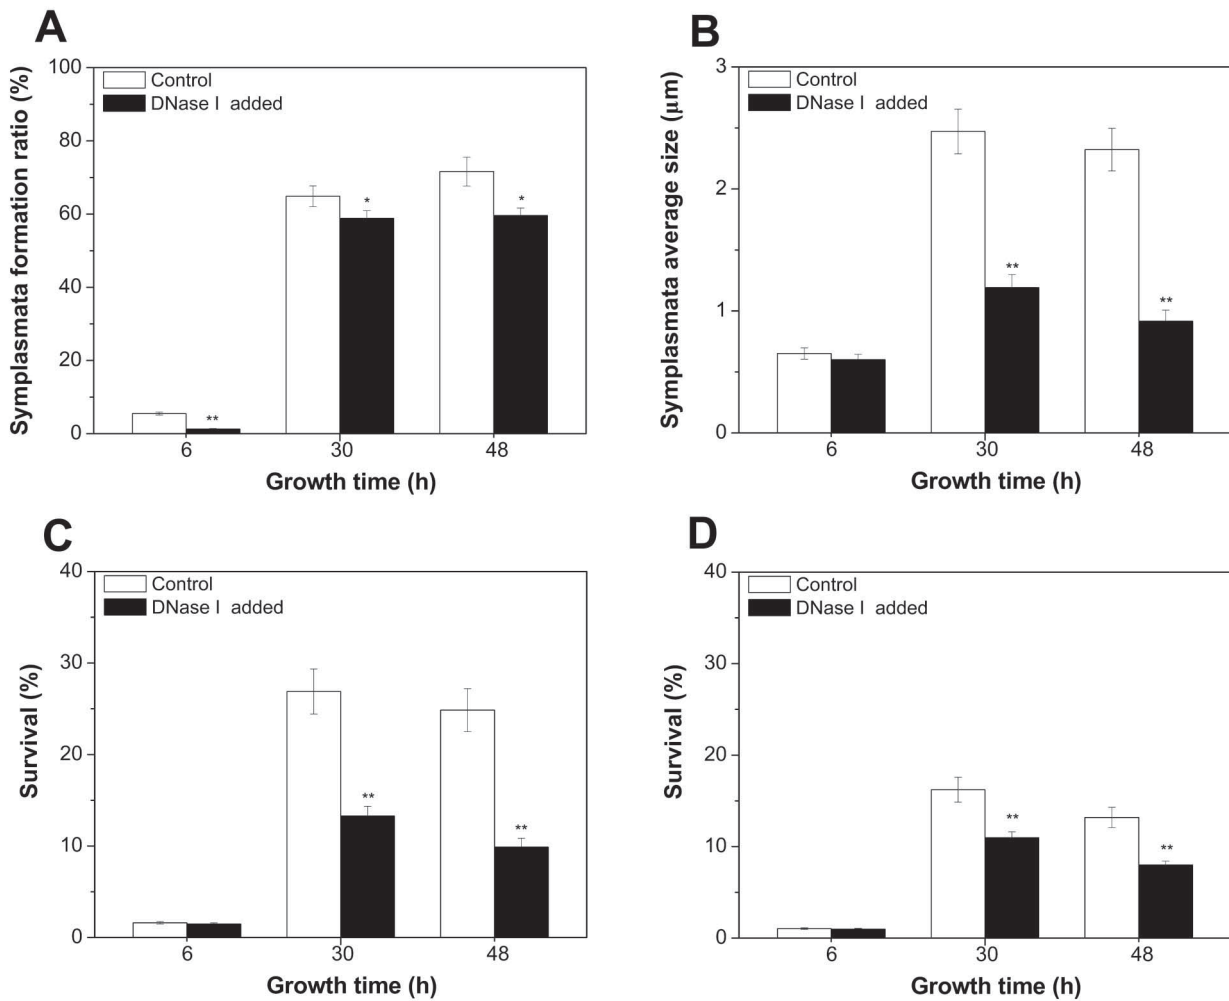 A
Symplasmata formation ratio (%)
100
80
60
40
20
0
Control
DNase I added
**
*
*
6 30 48
Growth time (h)
B
Symplasmata average size (μm)
3
2
1
0
Control
DNase I added
**
**
6 30 48
Growth time (h)
C
Survival (%)
40
30
20
10
0
Control
DNase I added
**
**
6 30 48
Growth time (h)
D
Survival (%)
40
30
20
10
0
Control
DNase I added
**
**
6 30 48
Growth time (h)